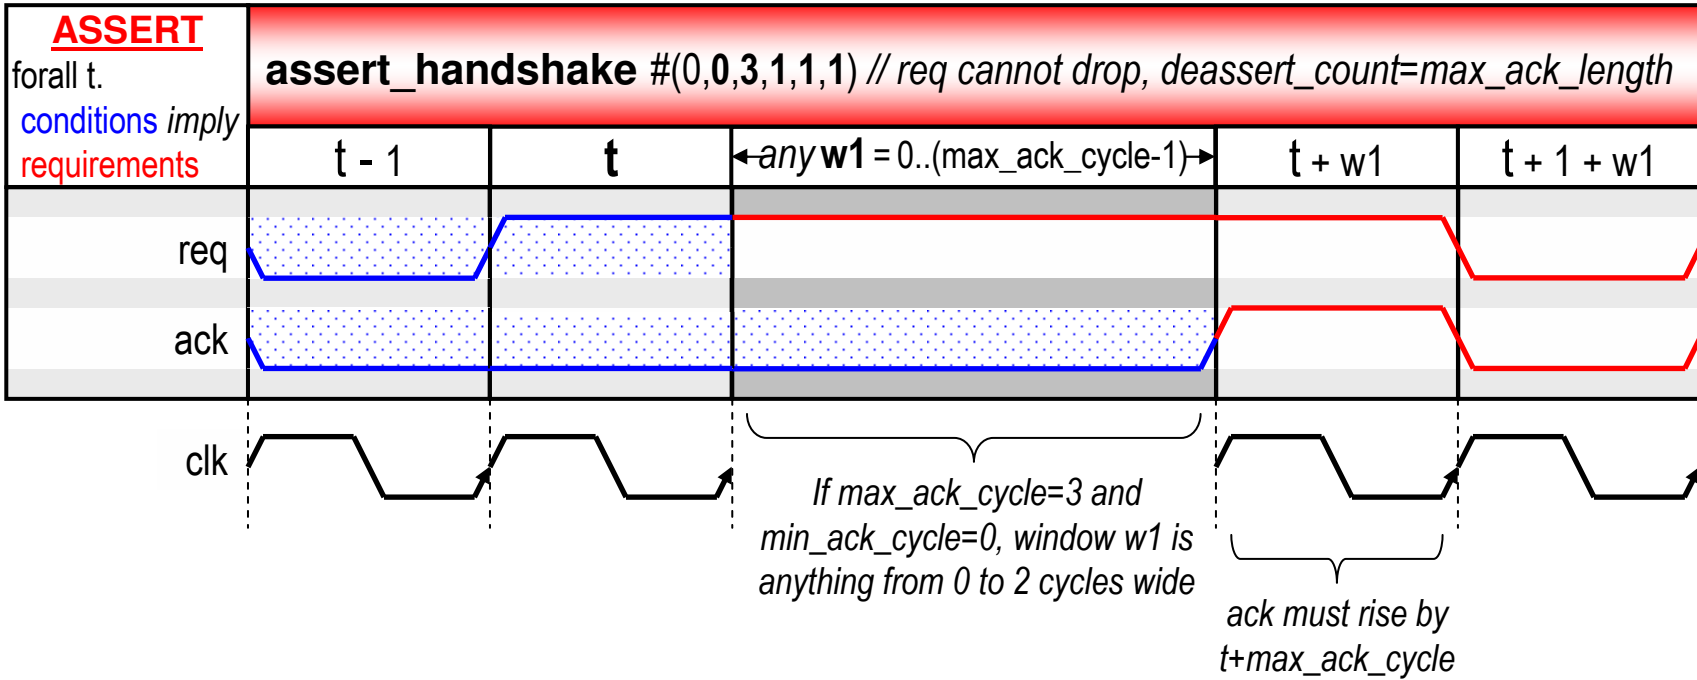 ASSERT
forall t.
conditions imply
requirements
assert_handshake #(0,0,3,1,1,1) // req cannot drop, deassert_count=max_ack_length
t - 1
t
any w1 = 0..(max_ack_cycle-1)
t + w1
t + 1 + w1
req
ack
clk
If max_ack_cycle=3 and
min_ack_cycle=0, window w1 is
anything from 0 to 2 cycles wide
ack must rise by
t+max_ack_cycle